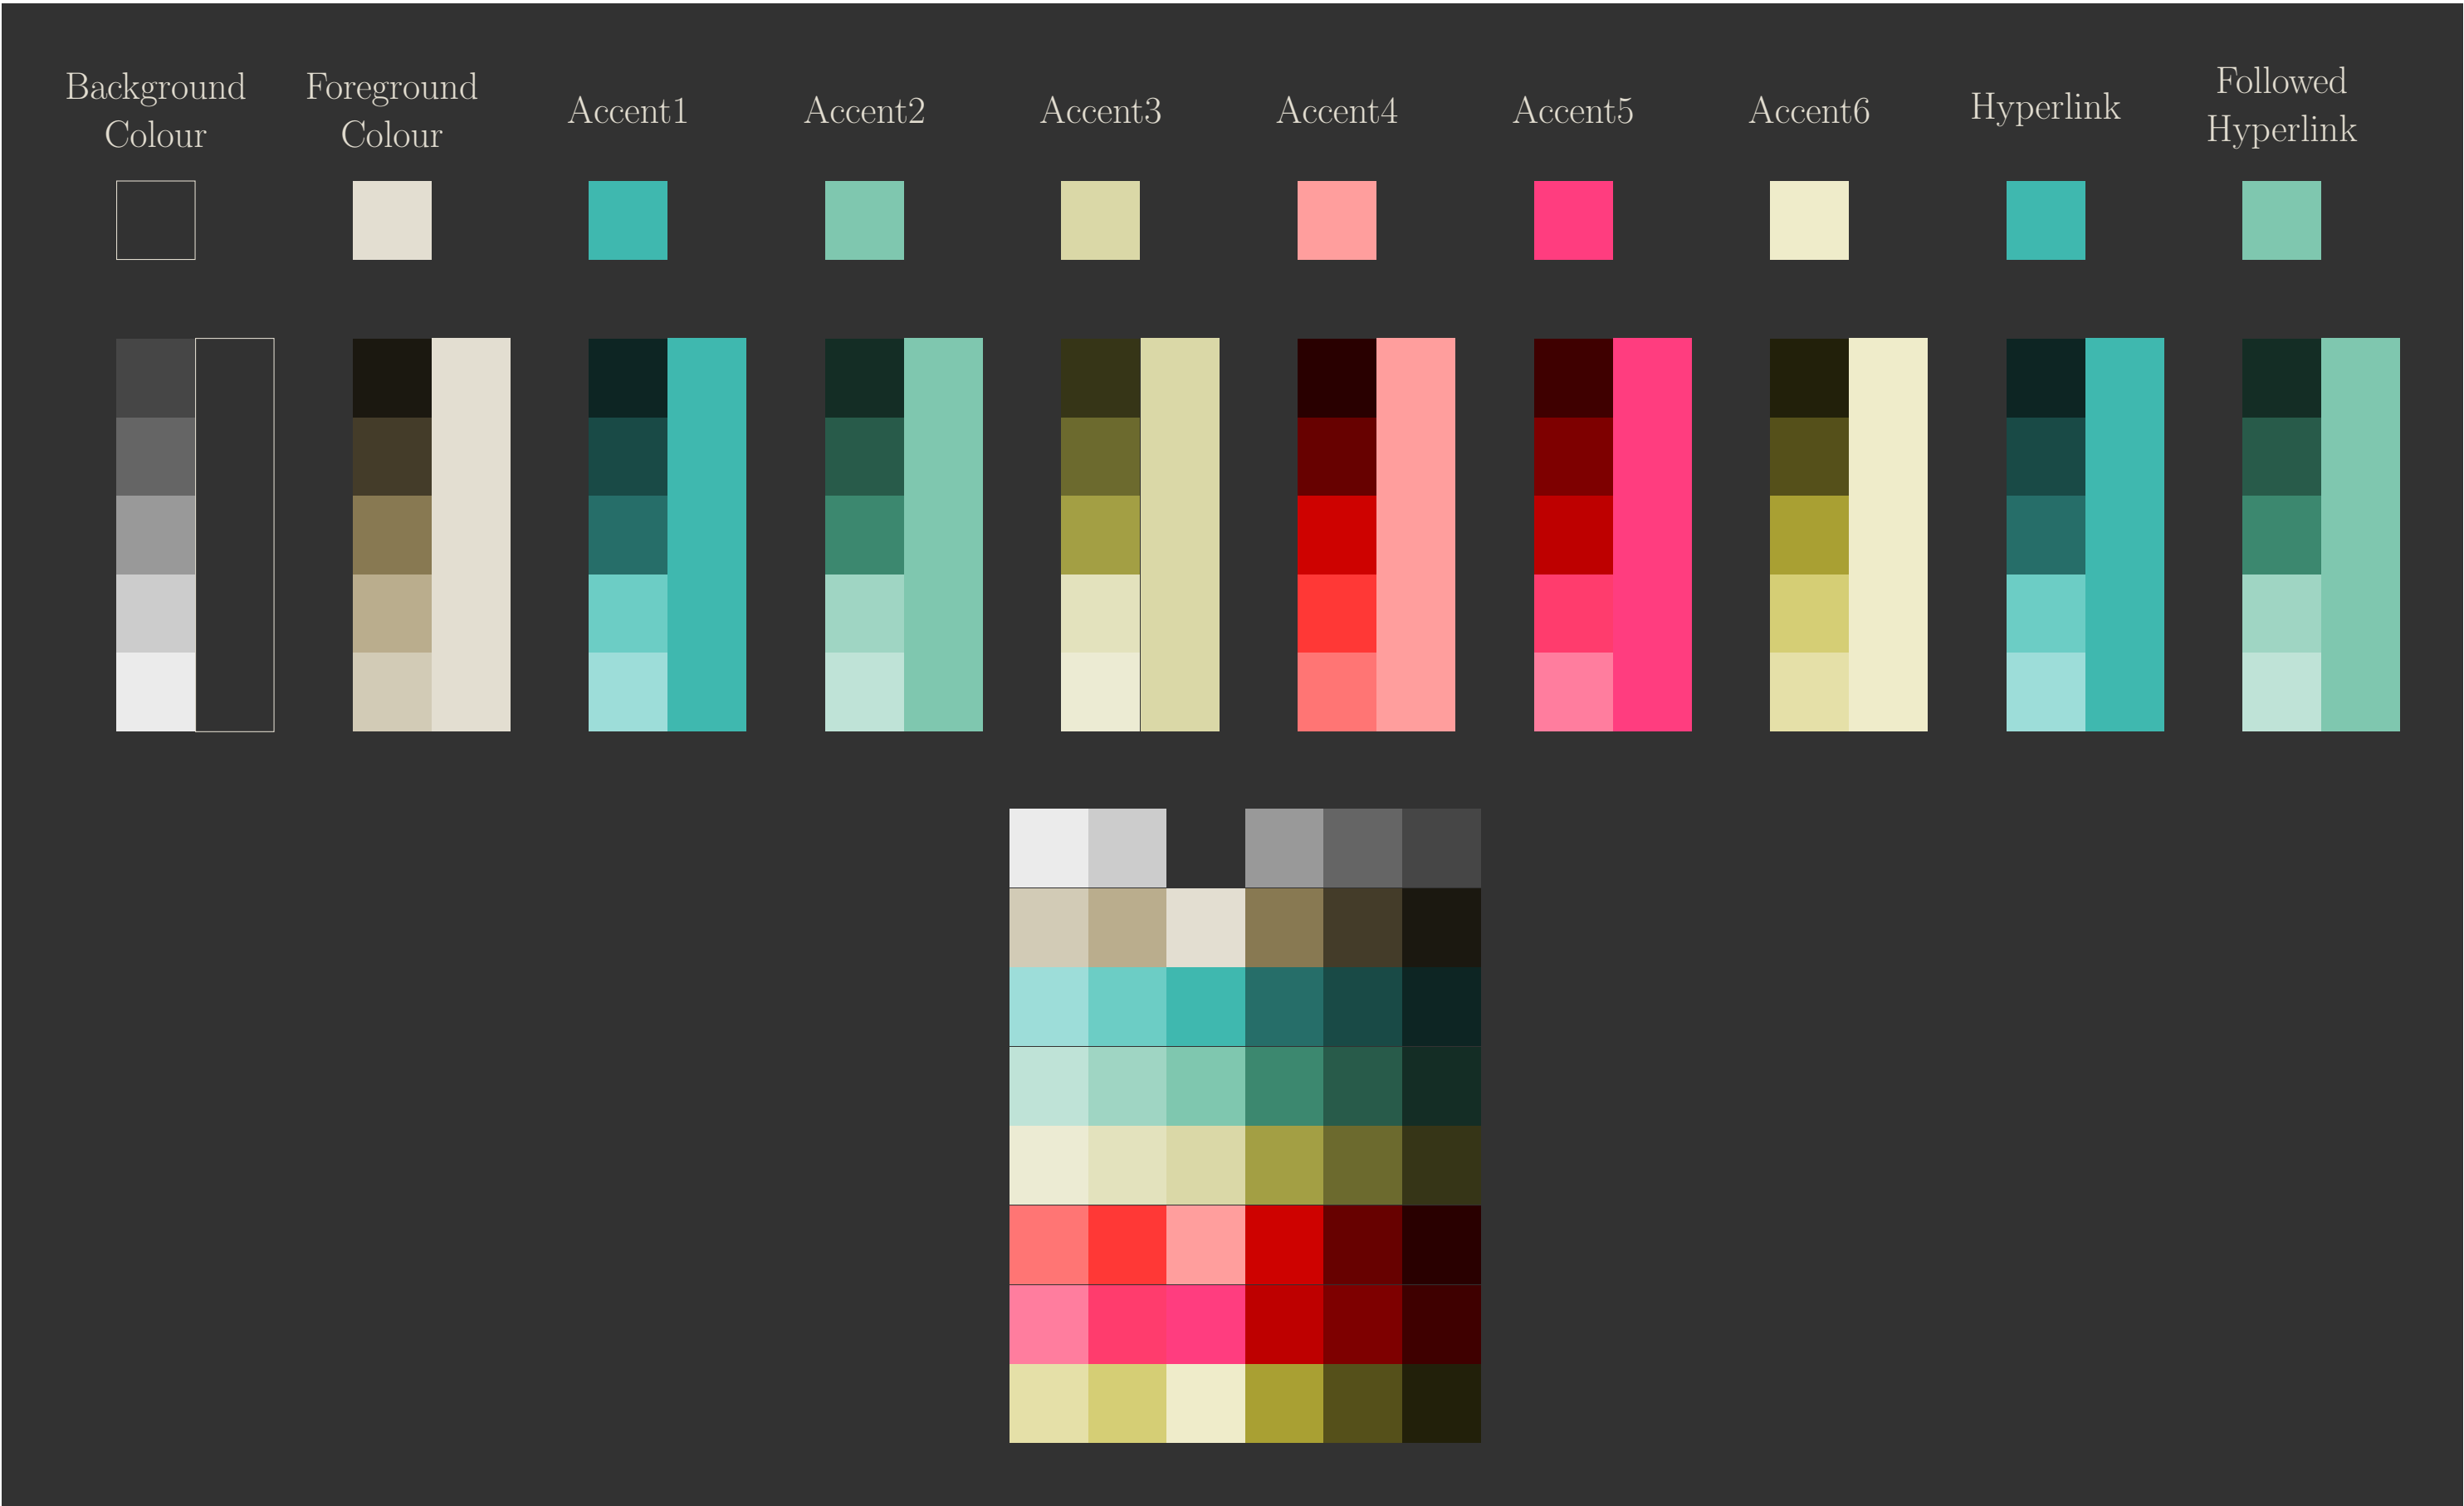 Background
Colour
Foreground
Colour
Accent1
Accent2
Accent3
Accent4
Accent5
Accent6
Hyperlink
Followed
Hyperlink